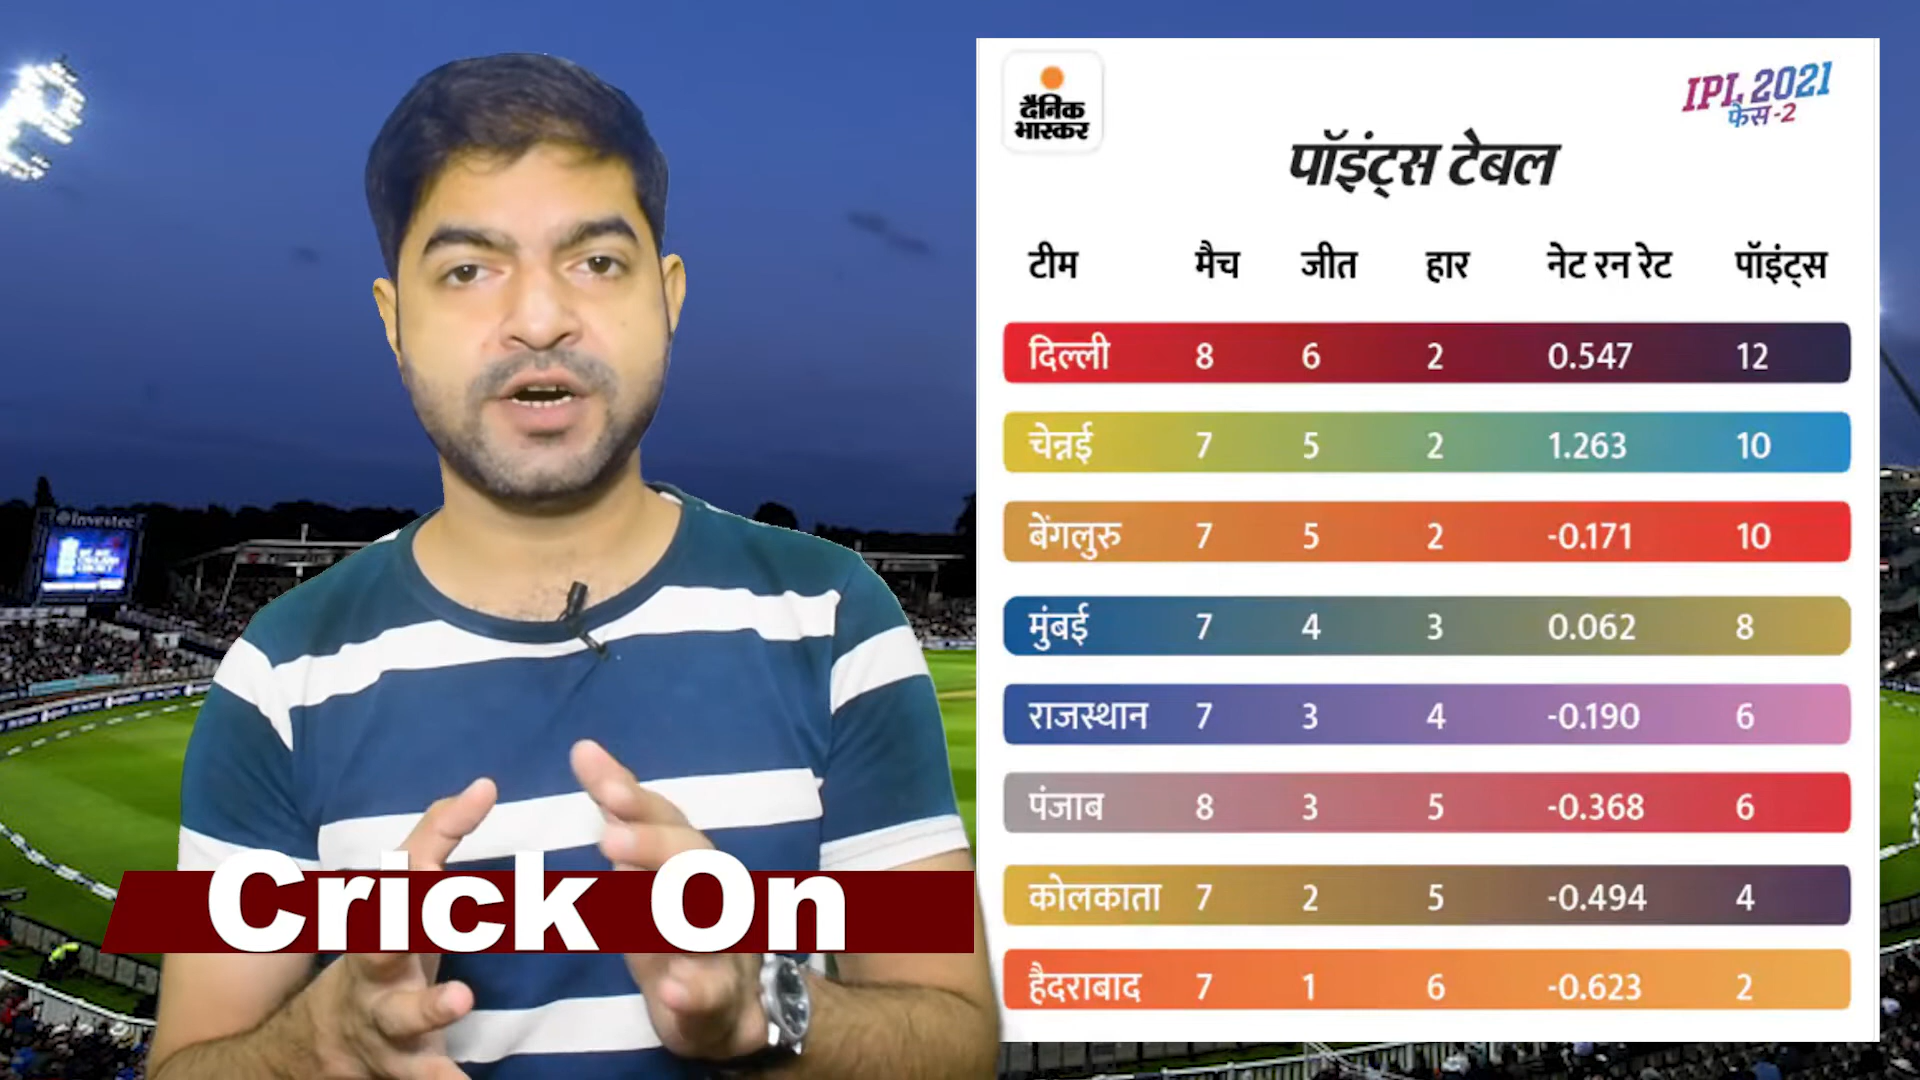 @Investec
Crick On
दैनिक
भास्कर
IPL 2021
फेस-2
पॉइंट्स टेबल
टीम मैच जीत हार नेट रन रेट पॉइंट्स
दिल्ली 8 6 2 0.547 12
चेन्नई 7 5 2 1.263 10
बेंगलुरु 7 5 2 -0.171 10
मुंबई 7 4 3 0.062 8
राजस्थान 7 3 4 -0.190 6
पंजाब 8 3 5 -0.368 6
कोलकाता 7 2 5 -0.494 4
हैदराबाद 7 1 6 -0.623 2